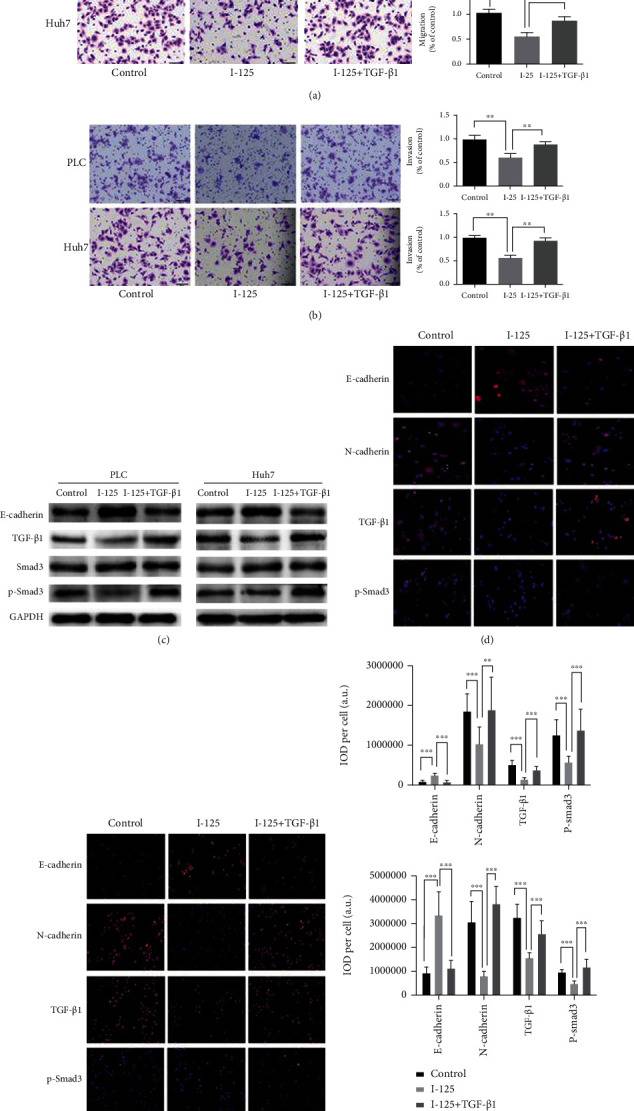 Huh7
Control I-125 I-125+TGF-β1
Migration
(% of control)
1.0
0.5
0.0
Control I-25 I-125+TGF-β1
(a)
PLC
Huh7
Control I-125 I-125+TGF-β1
Invasion
(% of control)
1.5
1.0
0.5
0.0
** **
Control I-25 I-125+TGF-β1
Invasion
(% of control)
1.5
1.0
0.5
0.0
** **
Control I-25 I-125+TGF-β1
(b)
Control I-125 I-125+TGF-β1
E-cadherin
N-cadherin
TGF-β1
p-Smad3
(d)
PLC Huh7
Control I-125 I-125+TGF-β1 Control I-125 I-125+TGF-β1
E-cadherin
TGF-β1
Smad3
p-Smad3
GAPDH
(c)
IOD per cell (a.u.)
3000000
2000000
1000000
0
*** *** *** ** *** *** *** ***
E-cadherin N-cadherin TGF-β1 P-smad3
Control I-125 I-125+TGF-β1
E-cadherin
N-cadherin
TGF-β1
p-Smad3
IOD per cell (a.u.)
5000000
4000000
3000000
2000000
1000000
0
*** *** *** *** *** *** *** ***
E-cadherin N-cadherin TGF-β1 P-smad3
Control
I-125
I-125+TGF-β1